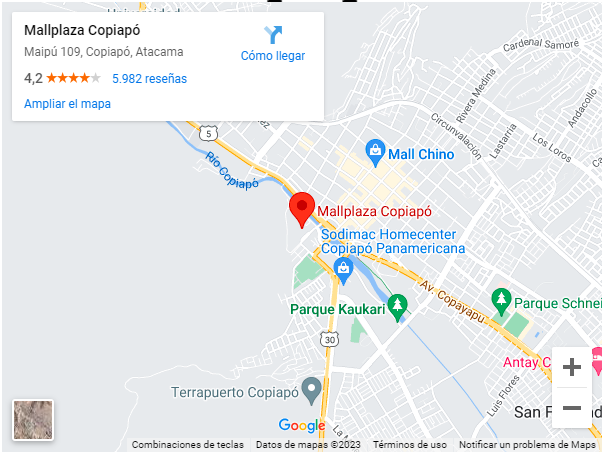 Universidad
Mallplaza Copiapó
Maipú 109, Copiapó, Atacama
Cómo llegar
4,2
5.982 reseñas
Ampliar el mapa
Cardenal Samoré
Rivera Medina
Andacollo
Circunvalación
Lastarria
Los Loros
5
Río Copiapó
Mall Chino
Mallplaza Copiapó
Sodimac Homecenter
Copiapó Panamericana
Av. Copayapu
Parque Kaukari
Parque Schnei
30
Antay C
Terrapuerto Copiapó
Luis Flores
San F
Google
Combinaciones de teclas
Datos de mapas ©2023
Términos de uso
Notificar un problema de Maps